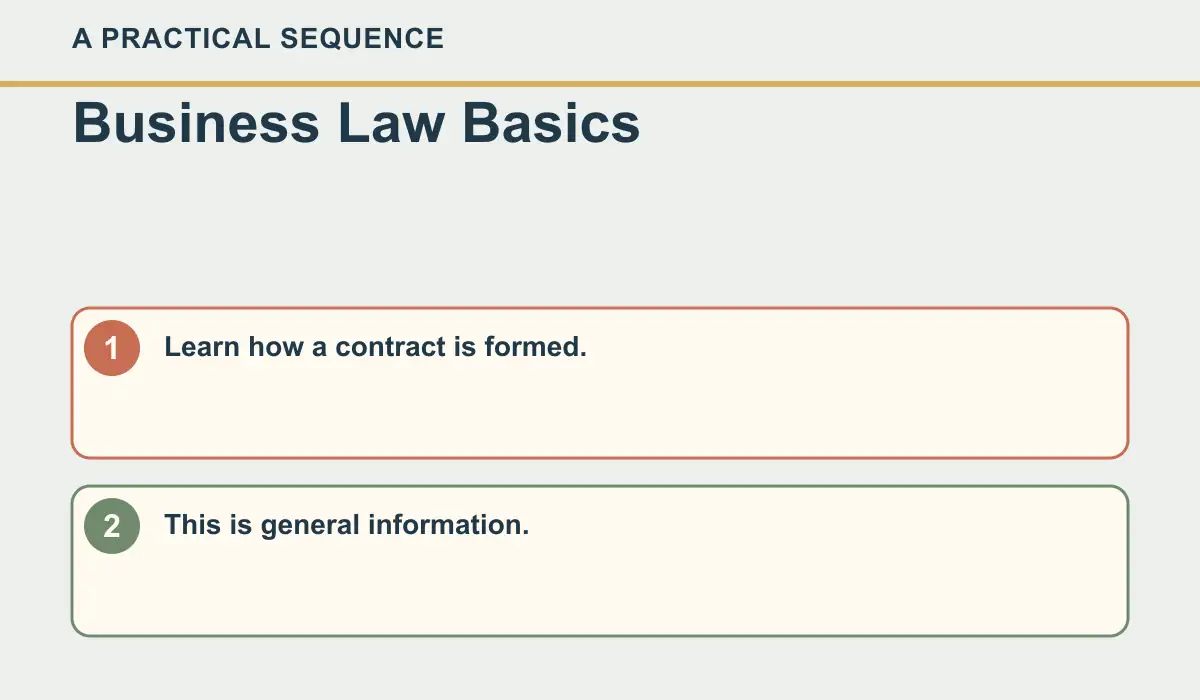 A PRACTICAL SEQUENCE
Business Law Basics
1 Learn how a contract is formed.
2 This is general information.